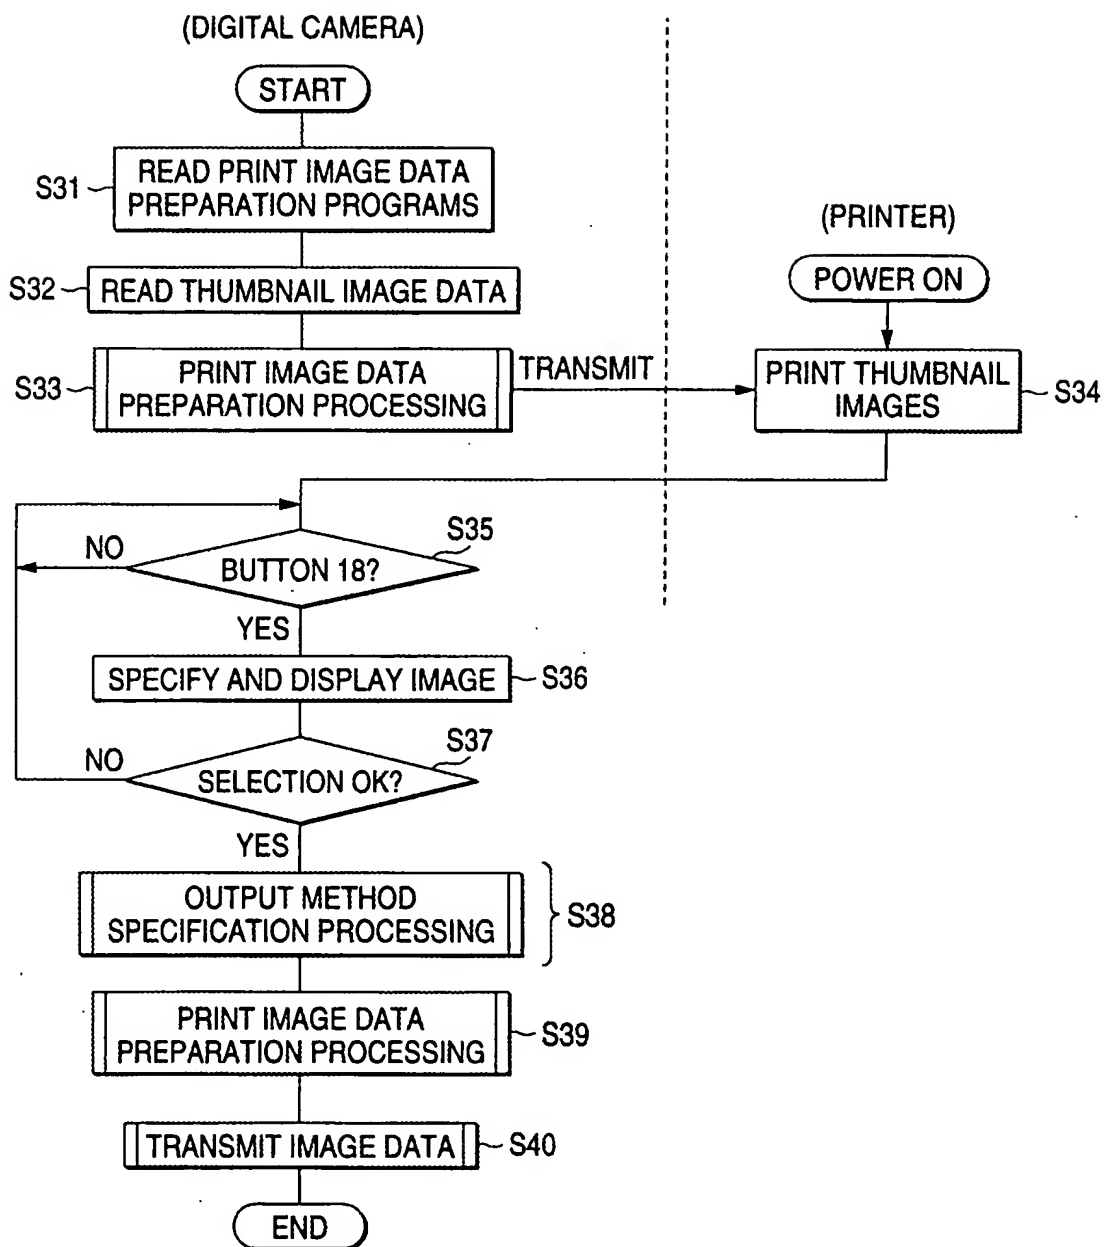 (DIGITAL CAMERA)
START
S31
READ PRINT IMAGE DATA
PREPARATION PROGRAMS
S32
READ THUMBNAIL IMAGE DATA
S33
PRINT IMAGE DATA
PREPARATION PROCESSING
TRANSMIT
(PRINTER)
POWER ON
PRINT THUMBNAIL
IMAGES
S34
S35
NO
BUTTON 18?
YES
SPECIFY AND DISPLAY IMAGE
S36
S37
NO
SELECTION OK?
YES
OUTPUT METHOD
SPECIFICATION PROCESSING
S38
PRINT IMAGE DATA
PREPARATION PROCESSING
S39
TRANSMIT IMAGE DATA
S40
END